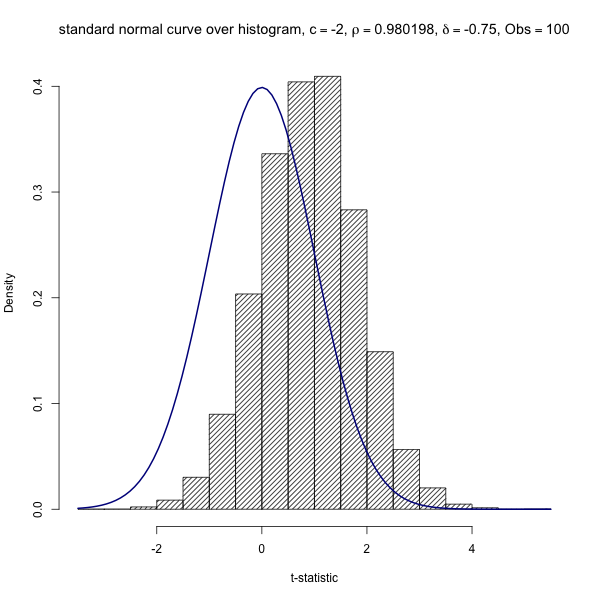 standard normal curve over histogram, c = -2, ρ = 0.980198, δ = -0.75, Obs = 100
Density
0.4
0.3
0.2
0.1
0.0
-2 0 2 4
t-statistic